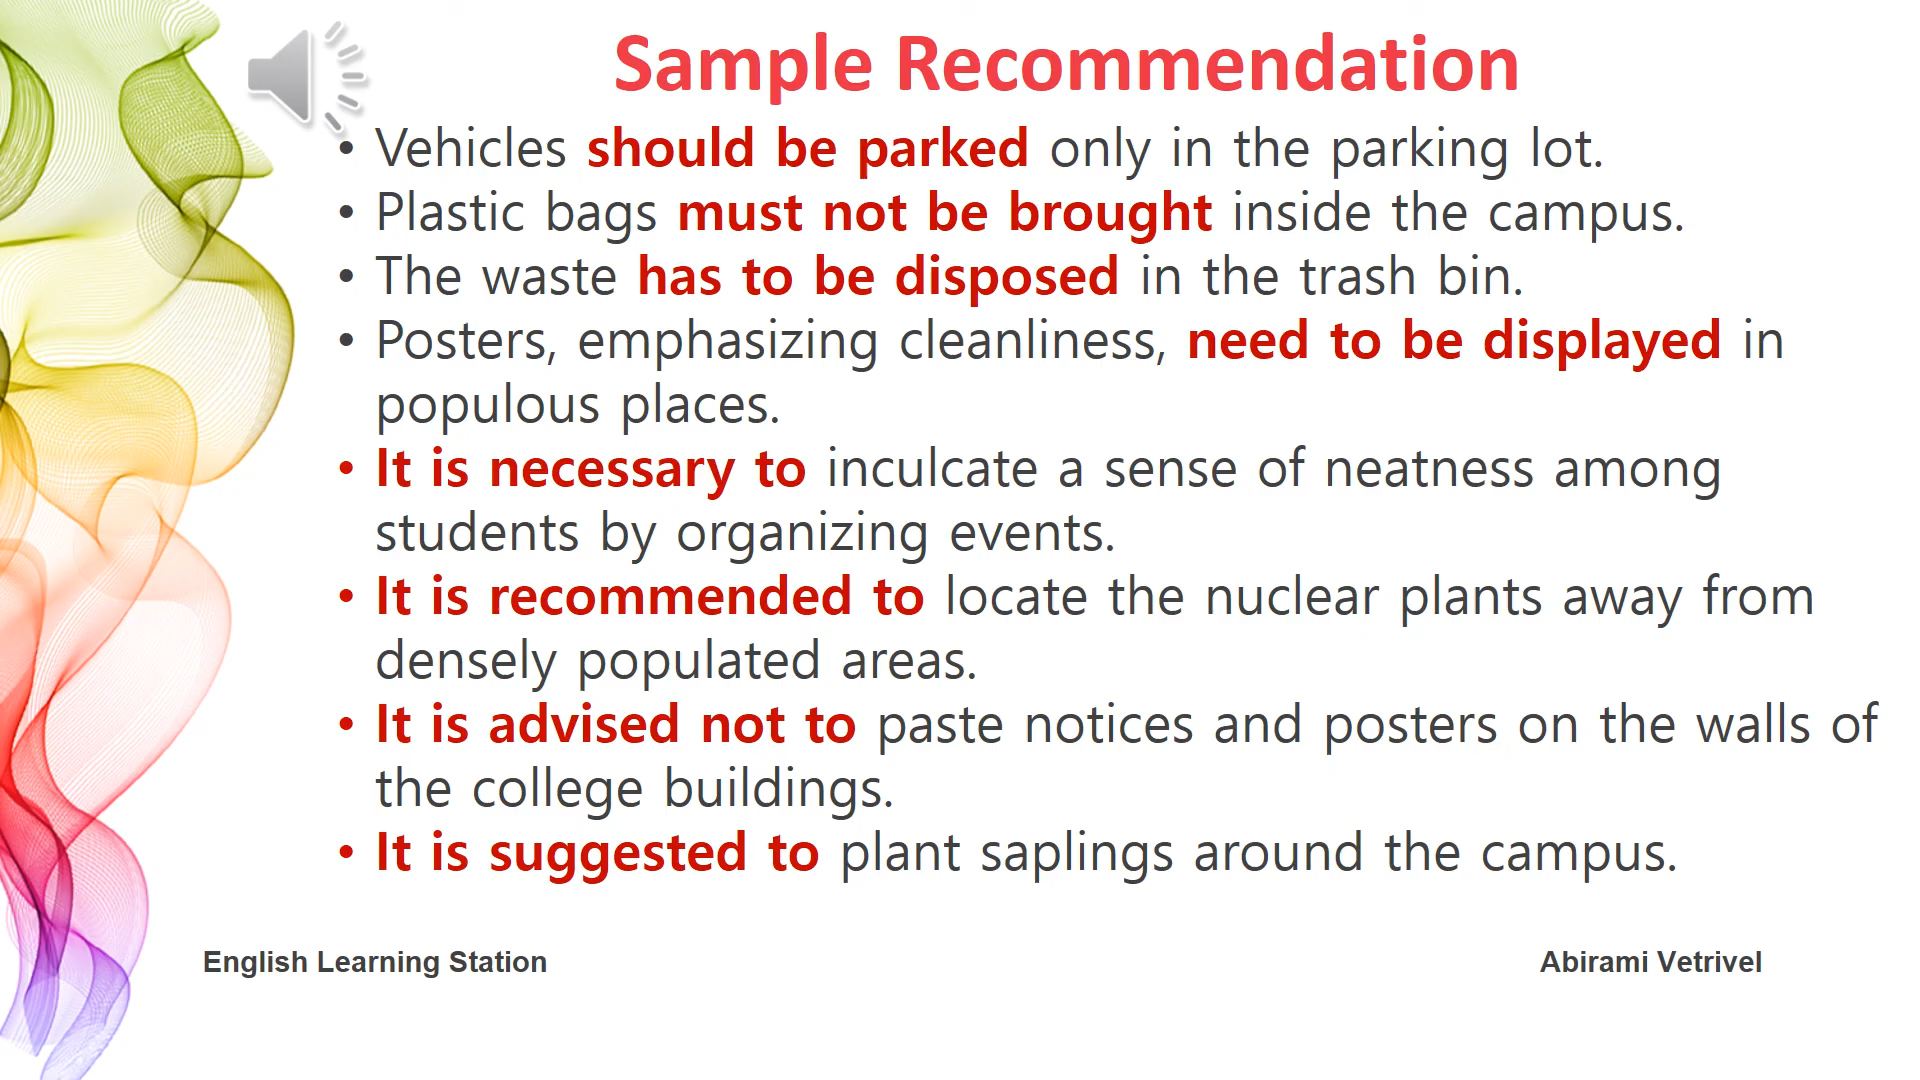 Sample Recommendation
• Vehicles should be parked only in the parking lot.
• Plastic bags must not be brought inside the campus.
• The waste has to be disposed in the trash bin.
• Posters, emphasizing cleanliness, need to be displayed in
populous places.
• It is necessary to inculcate a sense of neatness among
students by organizing events.
• It is recommended to locate the nuclear plants away from
densely populated areas.
• It is advised not to paste notices and posters on the walls of
the college buildings.
• It is suggested to plant saplings around the campus.
English Learning Station
Abirami Vetrivel